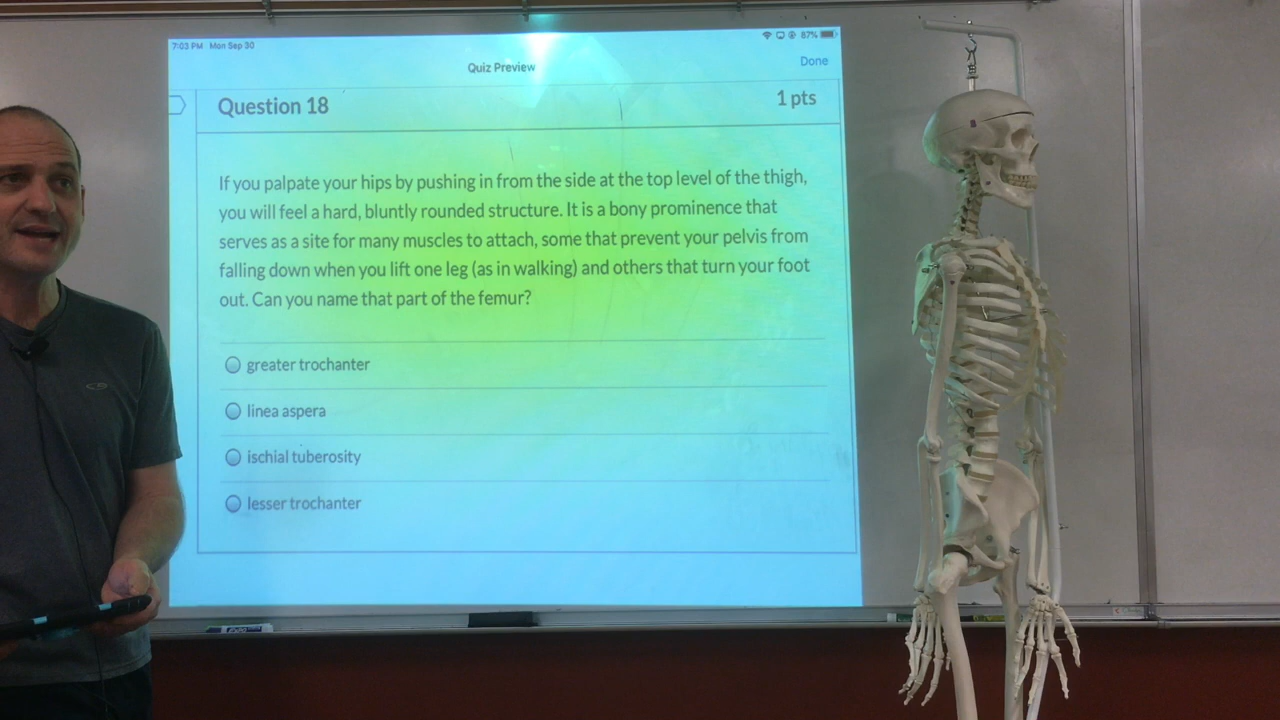 7:03 PM Mon Sep 30
87%
Quiz Preview
Done
Question 18
1 pts
If you palpate your hips by pushing in from the side at the top level of the thigh,
you will feel a hard, bluntly rounded structure. It is a bony prominence that
serves as a site for many muscles to attach, some that prevent your pelvis from
falling down when you lift one leg (as in walking) and others that turn your foot
out. Can you name that part of the femur?
greater trochanter
linea aspera
ischial tuberosity
lesser trochanter